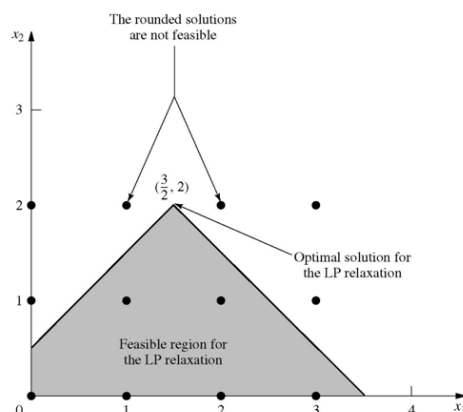 The rounded solutions
are not feasible
x2
3
(3/2, 2)
2
Optimal solution for
the LP relaxation
1
Feasible region for
the LP relaxation
0 1 2 3 4 x